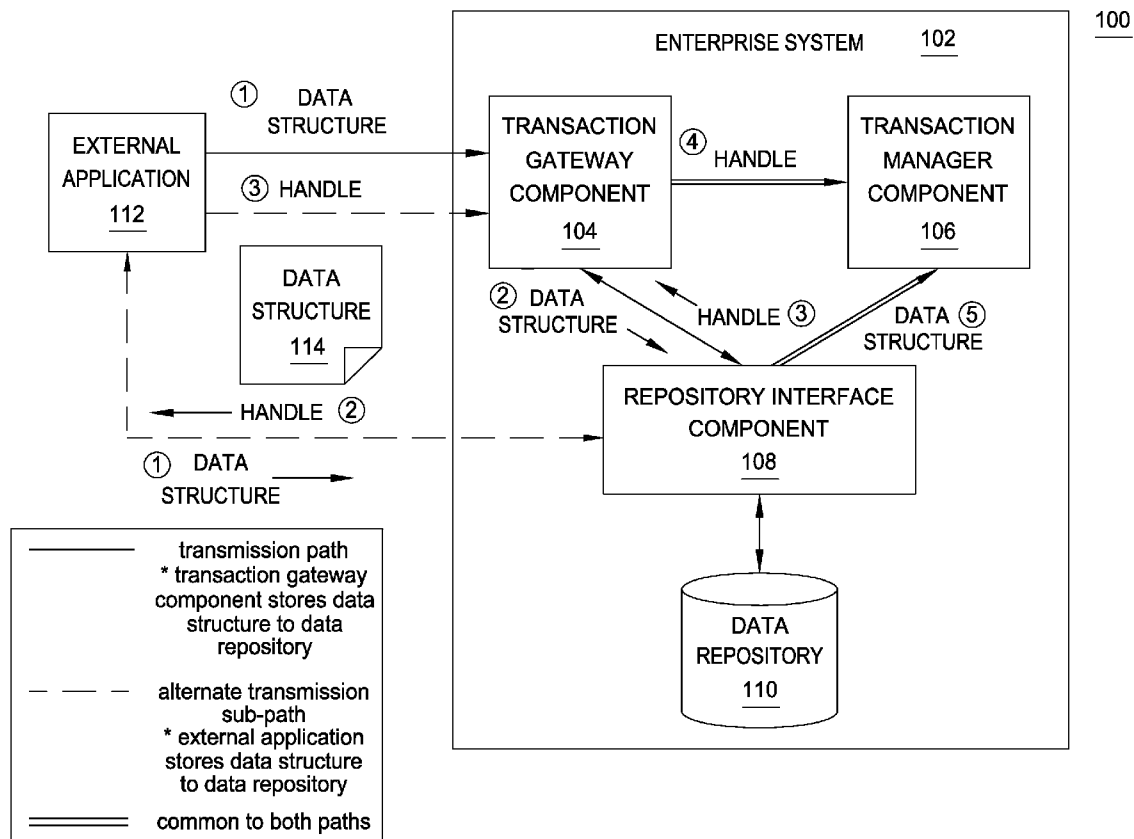 100
ENTERPRISE SYSTEM 102
① DATA
STRUCTURE
EXTERNAL
APPLICATION
112
③ HANDLE
TRANSACTION
GATEWAY
COMPONENT
104
④ HANDLE
TRANSACTION
MANAGER
COMPONENT
106
DATA
STRUCTURE
114
② DATA
STRUCTURE
HANDLE ③
DATA ⑤
STRUCTURE
REPOSITORY INTERFACE
COMPONENT
108
HANDLE ②
① DATA
STRUCTURE
DATA
REPOSITORY
110
transmission path
* transaction gateway
component stores data
structure to data
repository
alternate transmission
sub-path
* external application
stores data structure
to data repository
common to both paths